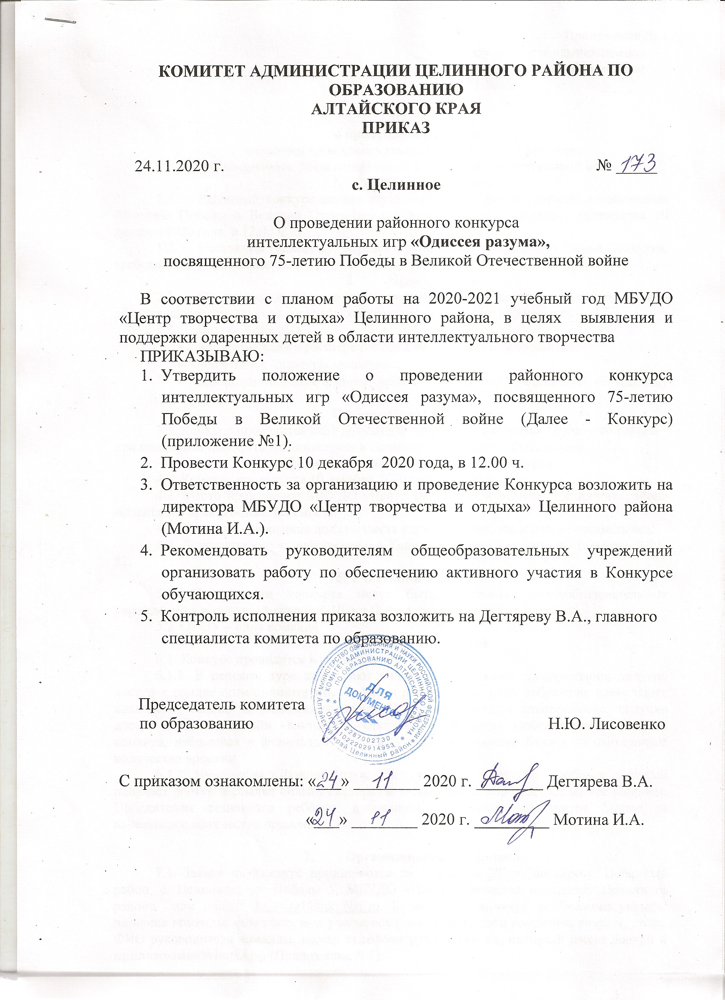 КОМИТЕТ АДМИНИСТРАЦИИ ЦЕЛИННОГО РАЙОНА ПО
ОБРАЗОВАНИЮ
АЛТАЙСКОГО КРАЯ
ПРИКАЗ
24.11.2020 г. № 173
с. Целинное
О проведении районного конкурса
интеллектуальных игр «Одиссея разума»,
посвященного 75-летию Победы в Великой Отечественной войне
В соответствии с планом работы на 2020-2021 учебный год МБУДО
«Центр творчества и отдыха» Целинного района, в целях выявления и
поддержки одаренных детей в области интеллектуального творчества
ПРИКАЗЫВАЮ:
1. Утвердить положение о проведении районного конкурса
интеллектуальных игр «Одиссея разума», посвященного 75-летию
Победы в Великой Отечественной войне (Далее - Конкурс)
(приложение №1).
2. Провести Конкурс 10 декабря 2020 года, в 12.00 ч.
3. Ответственность за организацию и проведение Конкурса возложить на
директора МБУДО «Центр творчества и отдыха» Целинного района
(Мотина И.А.).
4. Рекомендовать руководителям общеобразовательных учреждений
организовать работу по обеспечению активного участия в Конкурсе
обучающихся.
5. Контроль исполнения приказа возложить на Дегтяреву В.А., главного
специалиста комитета по образованию.
* МИНИСТЕРСТВО ОБРАЗОВАНИЯ И НАУКИ РОССИЙСКОЙ ФЕДЕРАЦИИ *
Алтайский край Целинный район
* КОМИТЕТ АДМИНИСТРАЦИИ ЦЕЛИННОГО РАЙОНА *
ОГРН 1022202914953
ПО ОБРАЗОВАНИЮ АЛТАЙСКОГО КРАЯ
* ИНН 2287002730 *
ДЛЯ
ДОКУМЕНТОВ
Председатель комитета
по образованию Н.Ю. Лисовенко
С приказом ознакомлены: «24» 11 2020 г. Дегтярева В.А.
«24» 11 2020 г. Мотина И.А.